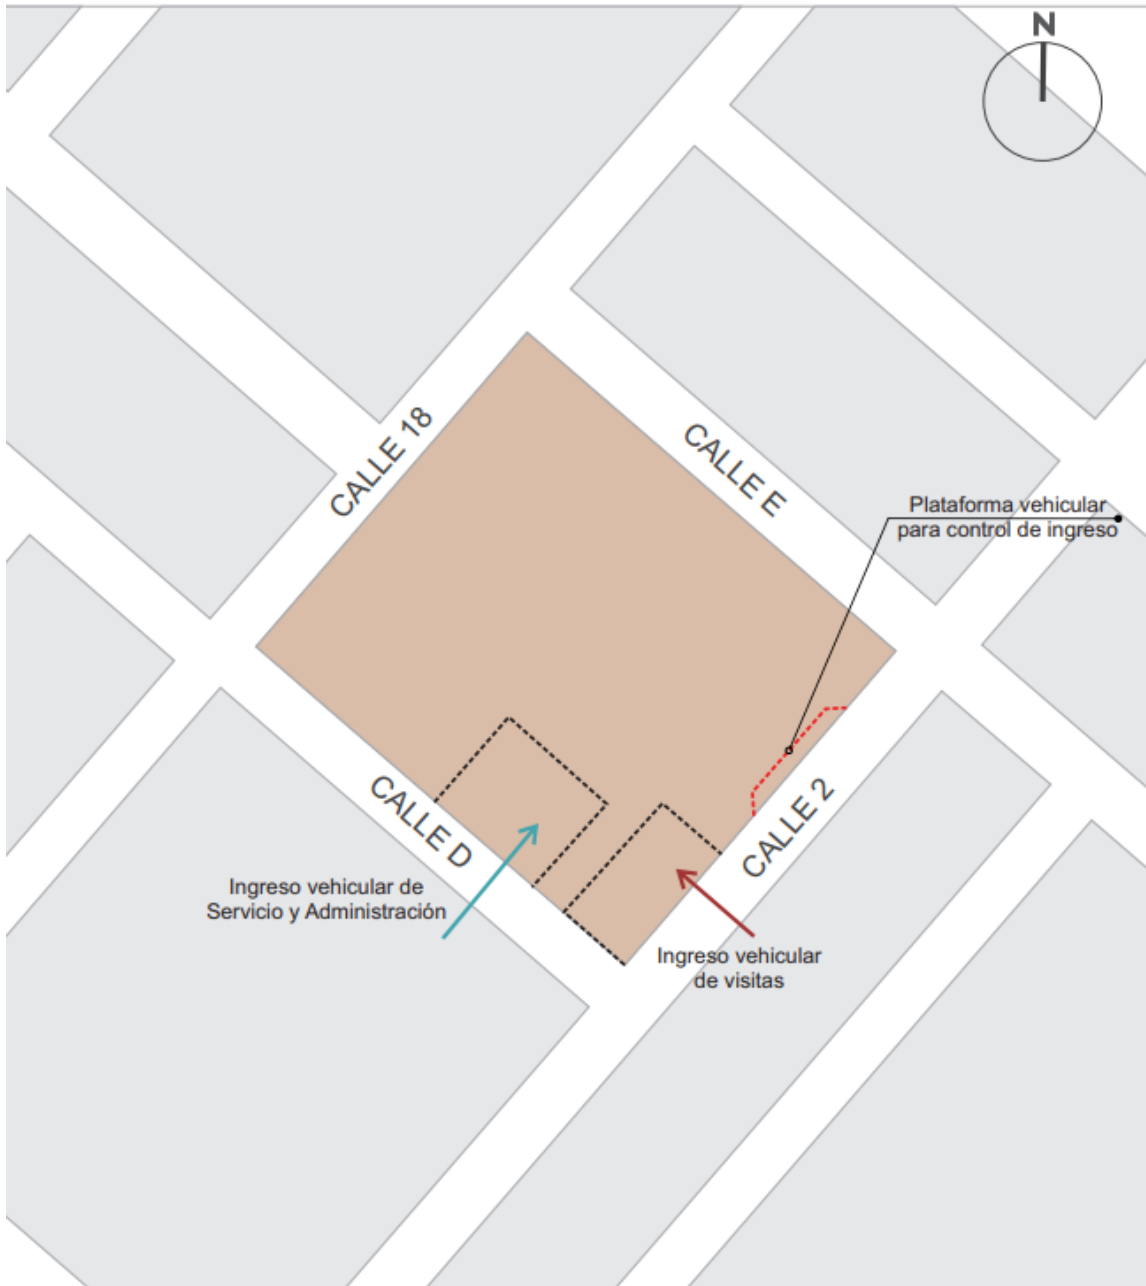 N
CALLE 18
CALLE E
Plataforma vehicular
para control de ingreso
CALLE D
CALLE 2
Ingreso vehicular de
Servicio y Administración
Ingreso vehicular
de visitas